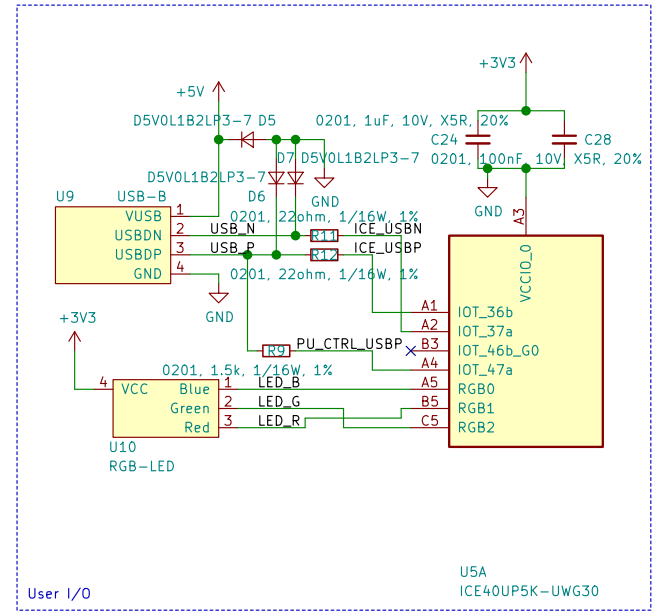 +3V3
+5V
D5V0L1B2LP3-7 D5
0201, 1uF, 10V, X5R, 20%
C24
C28
D7 D5V0L1B2LP3-7
0201, 100nF, 10V, X5R, 20%
D5V0L1B2LP3-7
D6
GND
GND
U9
USB-B
VUSB 1
USBDN 2
USBDP 3
GND 4
0201, 22ohm, 1/16W, 1%
USB_N
R11
ICE_USBN
USB_P
R12
ICE_USBP
0201, 22ohm, 1/16W, 1%
GND
A3
VCCIO_0
A1 IOT_36b
A2 IOT_37a
B3 IOT_46b_G0
A4 IOT_47a
A5 RGB0
B5 RGB1
C5 RGB2
+3V3
R9
PU_CTRL_USBP
0201, 1.5k, 1/16W, 1%
4 VCC
Blue 1
LED_B
Green 2
LED_G
Red 3
LED_R
U10
RGB-LED
U5A
ICE40UP5K-UWG30
User I/O